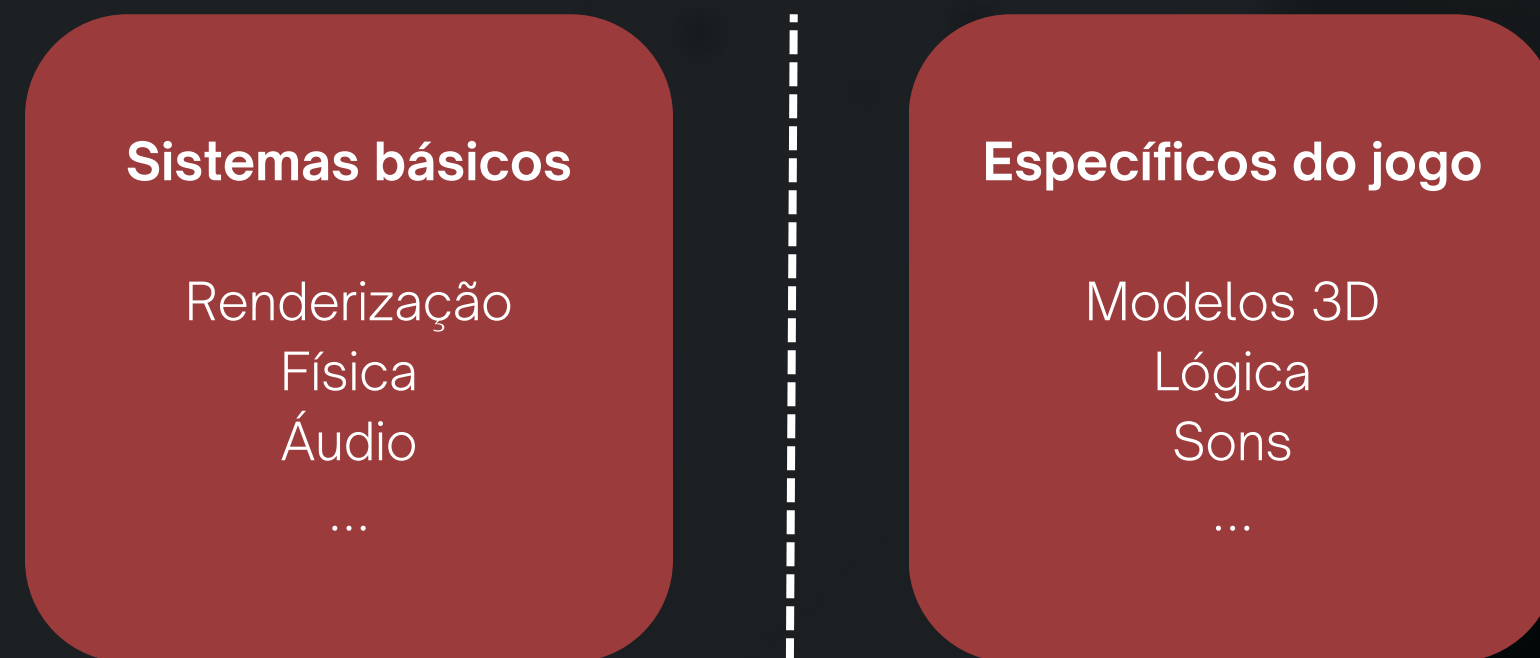 Sistemas básicos
Renderização
Física
Áudio
...
Específicos do jogo
Modelos 3D
Lógica
Sons
...